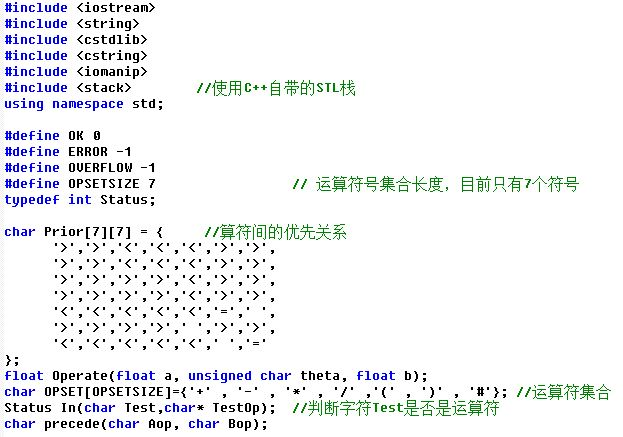 #include <iostream>
#include <string>
#include <cstdlib>
#include <cstring>
#include <iomanip>
#include <stack>        //使用C++自带的STL栈
using namespace std;

#define OK 0
#define ERROR -1
#define OVERFLOW -1
#define OPSETSIZE 7                 // 运算符号集合长度，目前只有7个符号
typedef int Status;

char Prior[7][7] = {     //算符间的优先关系
      '>','>','<','<','<','>','>',
      '>','>','<','<','<','>','>',
      '>','>','>','>','<','>','>',
      '>','>','>','>','<','>','>',
      '<','<','<','<','<','=',' ',
      '>','>','>','>',' ','>','>',
      '<','<','<','<','<',' ','='
};
float Operate(float a, unsigned char theta, float b);
char OPSET[OPSETSIZE]={'+' , '-' , '*' , '/' ,'(' , ')' , '#'}; //运算符集合
Status In(char Test,char* TestOp);  //判断字符Test是否是运算符
char precede(char Aop, char Bop);